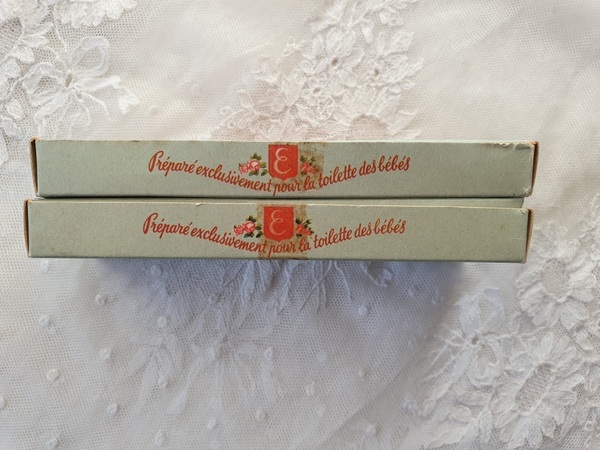 E
Préparé exclusivement pour la toilette des bébés
E
Préparé exclusivement pour la toilette des bébés